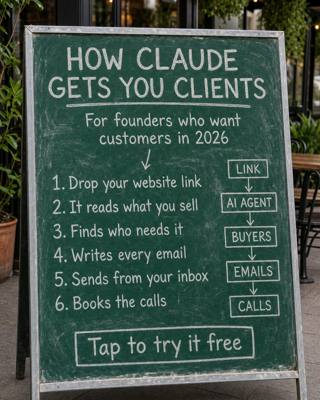 HOW CLAUDE
GETS YOU CLIENTS
For founders who want
customers in 2026
1. Drop your website link
2. It reads what you sell
3. Finds who needs it
4. Writes every email
5. Sends from your inbox
6. Books the calls
LINK
AI AGENT
BUYERS
EMAILS
CALLS
Tap to try it free